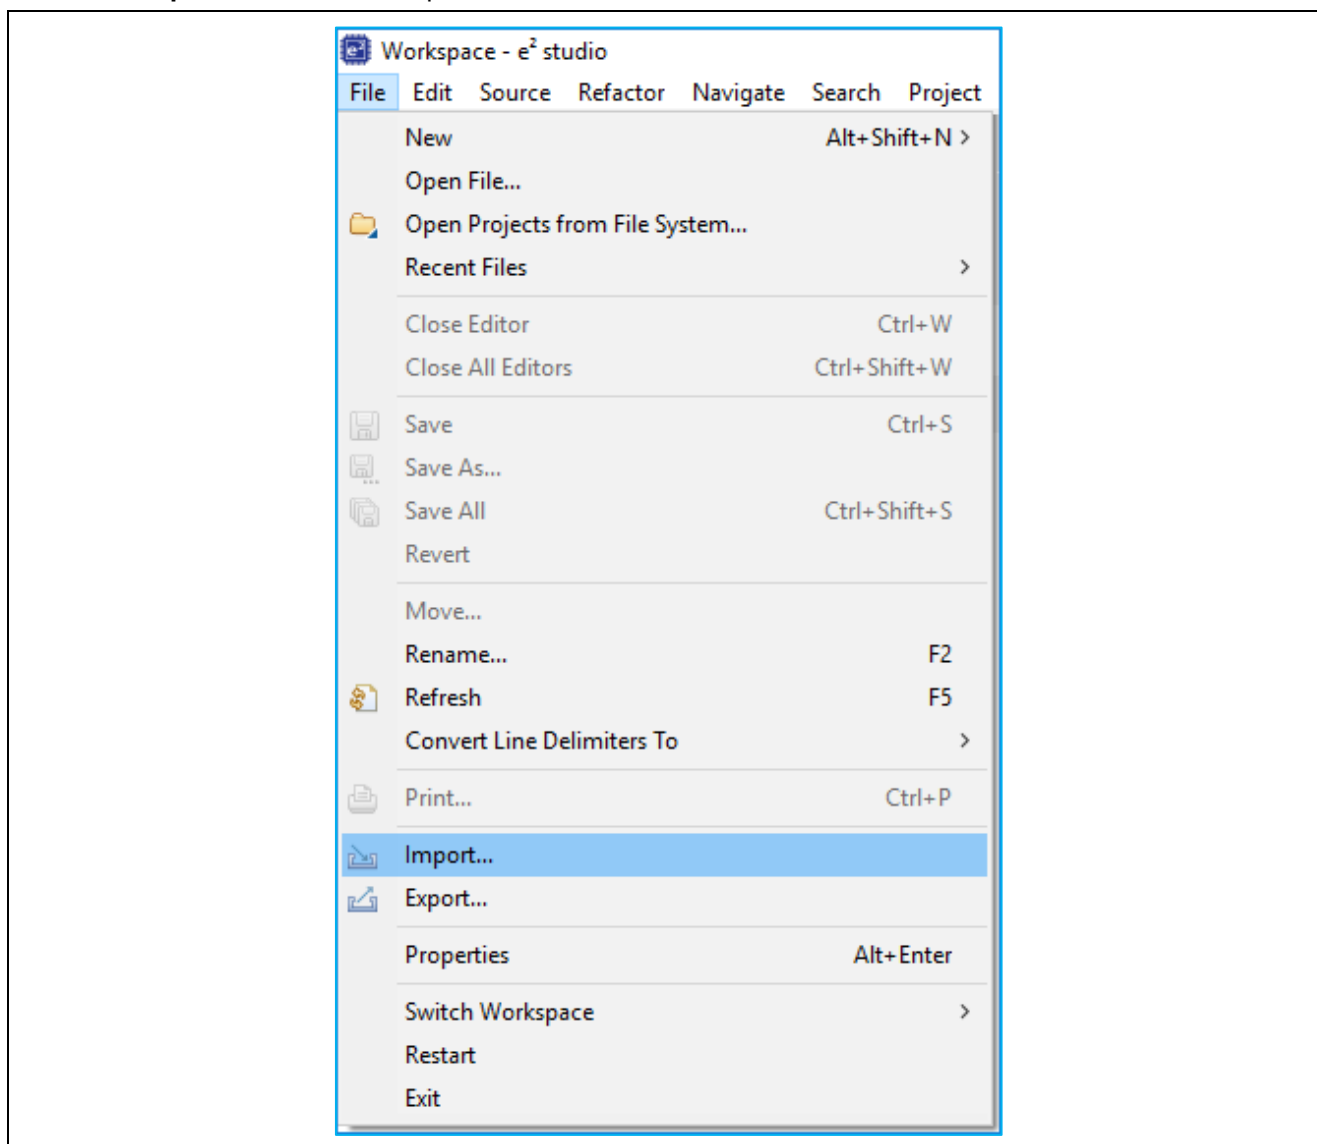 Workspace - e² studio
File Edit Source Refactor Navigate Search Project
New Alt+Shift+N >
Open File...
Open Projects from File System...
Recent Files >
Close Editor Ctrl+W
Close All Editors Ctrl+Shift+W
Save Ctrl+S
Save As...
Save All Ctrl+Shift+S
Revert
Move...
Rename... F2
Refresh F5
Convert Line Delimiters To >
Print... Ctrl+P
Import...
Export...
Properties Alt+Enter
Switch Workspace >
Restart
Exit